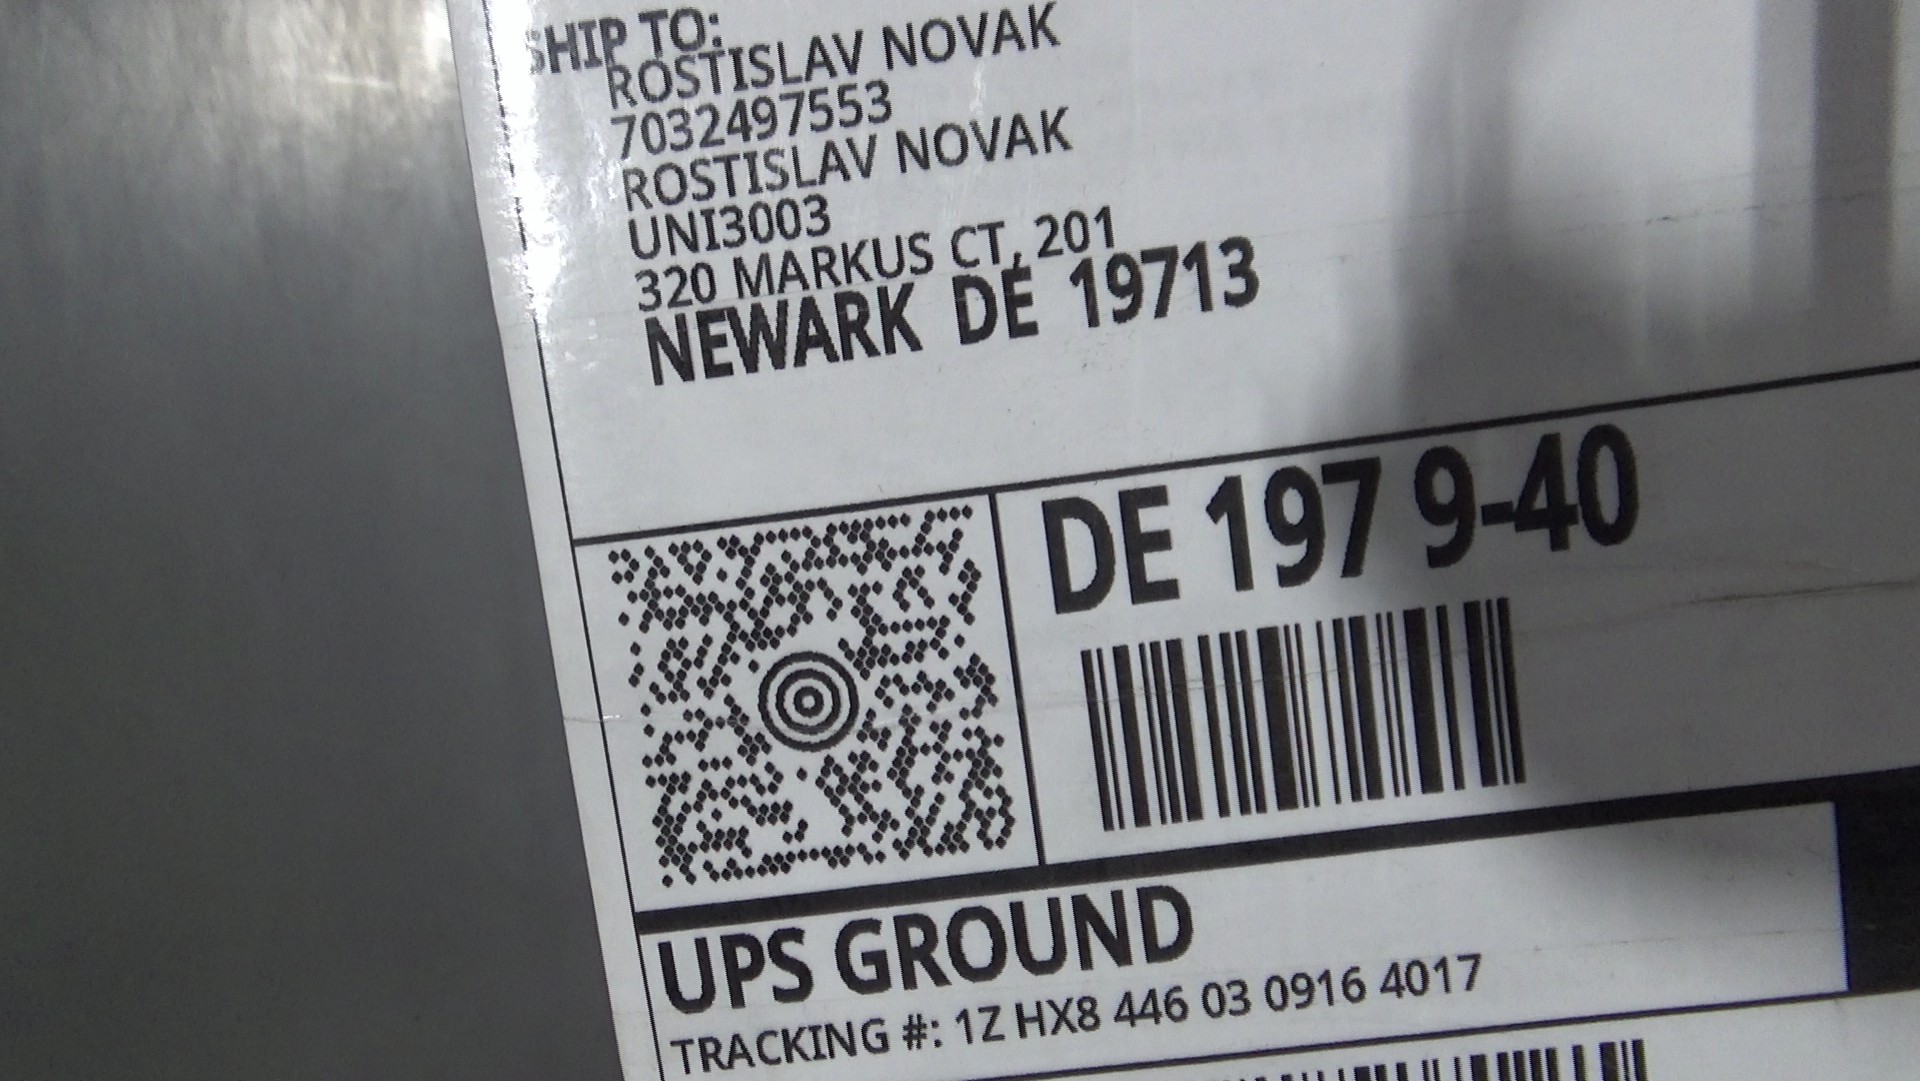 SHIP TO:
ROSTISLAV NOVAK
7032497553
ROSTISLAV NOVAK
UNI3003
320 MARKUS CT, 201
NEWARK DE 19713
DE 197 9-40
UPS GROUND
TRACKING #: 1Z HX8 446 03 0916 4017